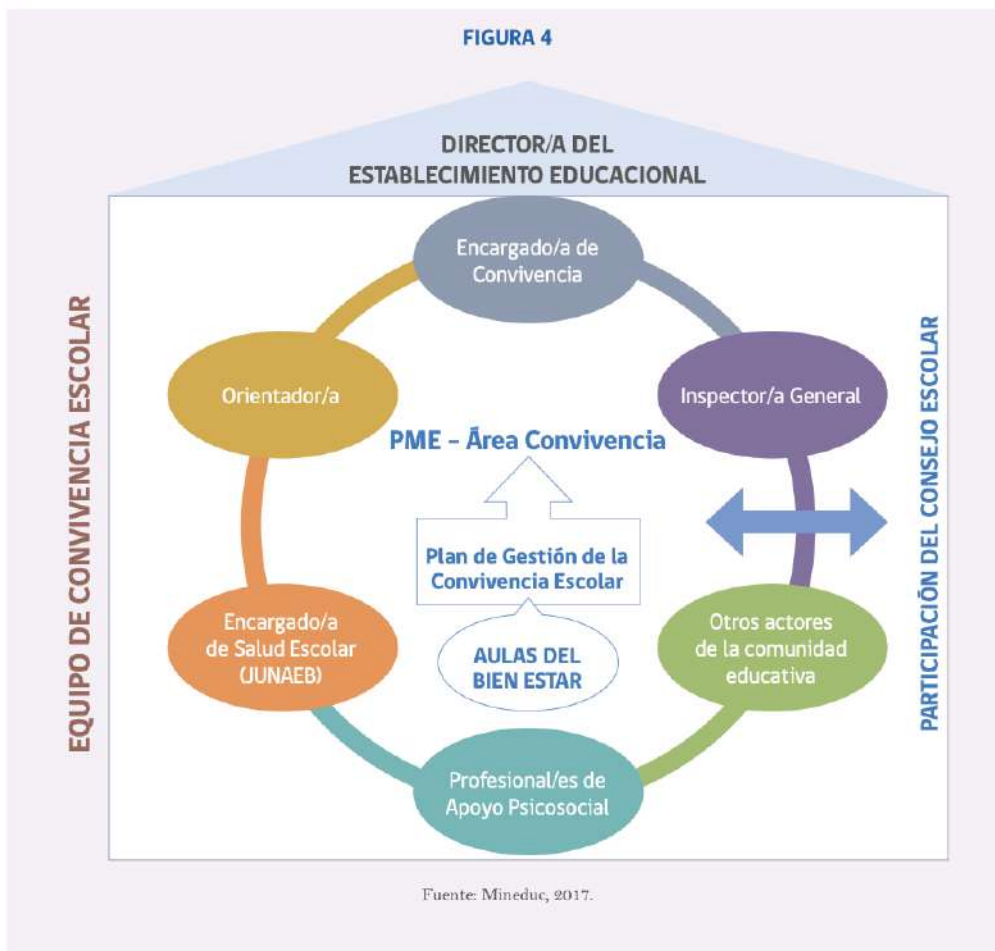 FIGURA 4
DIRECTOR/A DEL
ESTABLECIMIENTO EDUCACIONAL
EQUIPO DE CONVIVENCIA ESCOLAR
Encargado/a de
Convivencia
Orientador/a
Inspector/a General
PME – Área Convivencia
Plan de Gestión de la
Convivencia Escolar
AULAS DEL
BIEN ESTAR
Encargado/a
de Salud Escolar
(JUNAEB)
Otros actores
de la comunidad
educativa
Profesional/es de
Apoyo Psicosocial
PARTICIPACIÓN DEL CONSEJO ESCOLAR
Fuente: Mineduc, 2017.